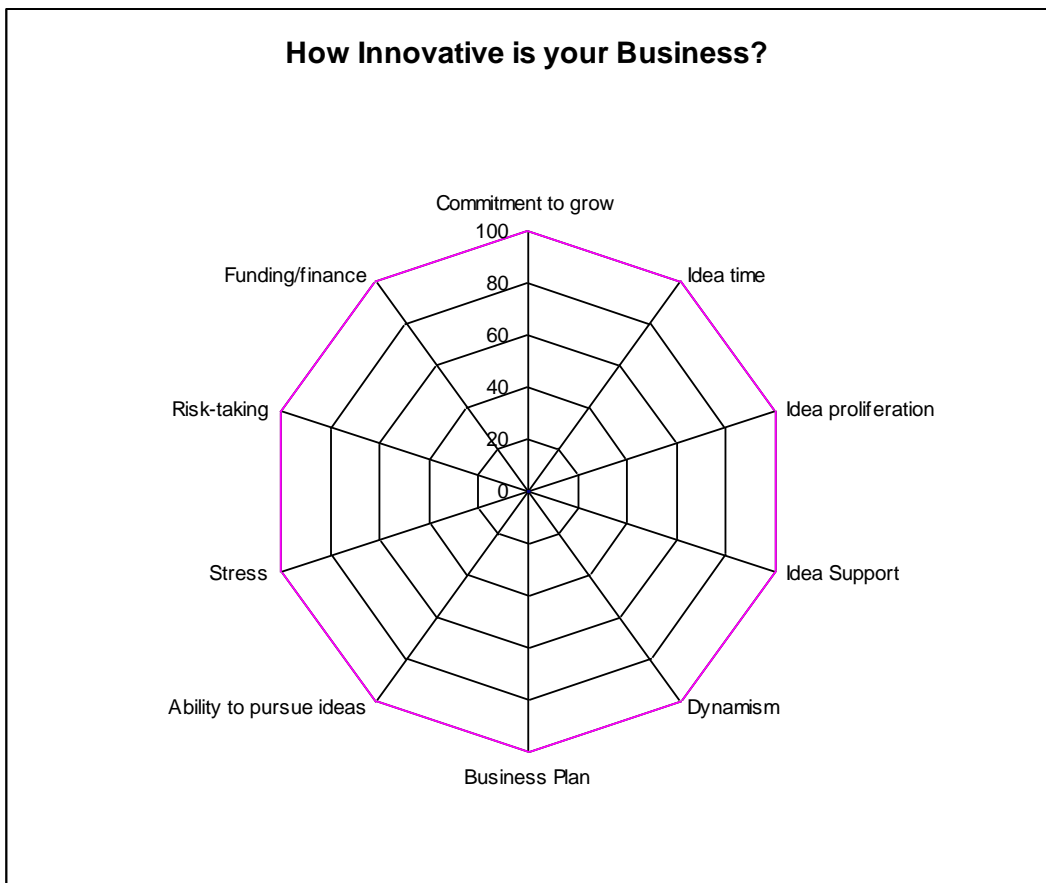 How Innovative is your Business?
Commitment to grow
100
Funding/finance
Idea time
80
60
Risk-taking
40
Idea proliferation
20
0
Stress
Idea Support
Ability to pursue ideas
Dynamism
Business Plan